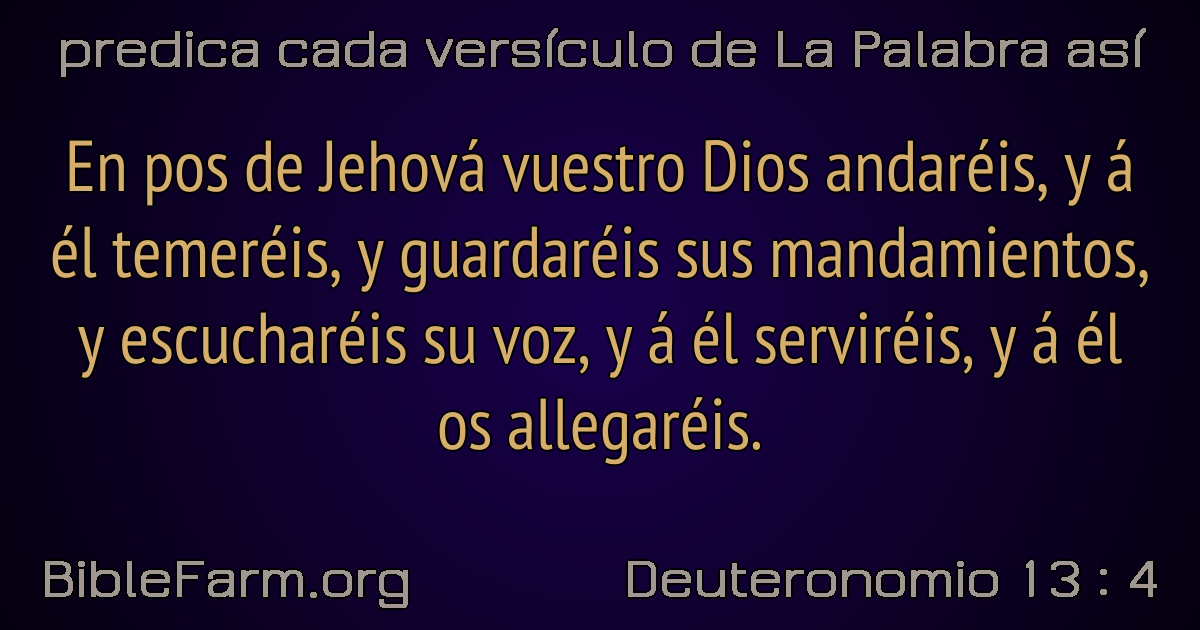 predica cada versículo de La Palabra así
En pos de Jehová vuestro Dios andaréis, y á
él temeréis, y guardaréis sus mandamientos,
y escucharéis su voz, y á él serviréis, y á él
os allegaréis.
BibleFarm.org
Deuteronomio 13 : 4